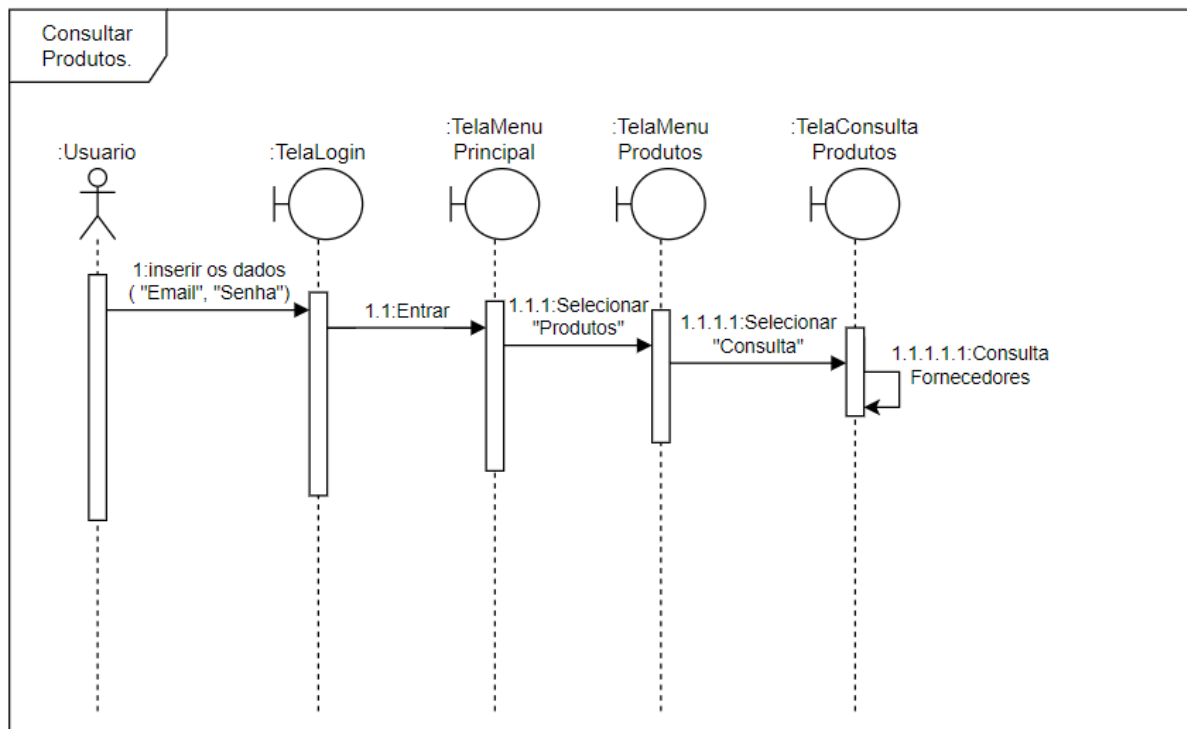 Consultar
Produtos.
:Usuario
:TelaLogin
:TelaMenu
Principal
:TelaMenu
Produtos
:TelaConsulta
Produtos
1:inserir os dados
( "Email", "Senha")
1.1:Entrar
1.1.1:Selecionar
"Produtos"
1.1.1.1:Selecionar
"Consulta"
1.1.1.1.1:Consulta
Fornecedores